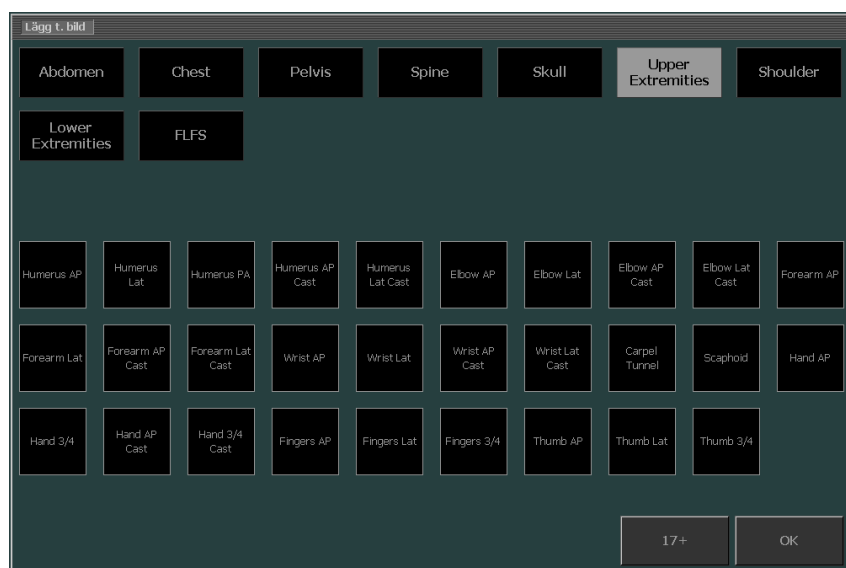 Lägg t. bild
Abdomen
Chest
Pelvis
Spine
Skull
Upper
Extremities
Shoulder
Lower
Extremities
FLFS
Humerus AP
Humerus
Lat
Humerus PA
Humerus AP
Cast
Humerus
Lat Cast
Elbow AP
Elbow Lat
Elbow AP
Cast
Elbow Lat
Cast
Forearm AP
Forearm Lat
Forearm AP
Cast
Forearm Lat
Cast
Wrist AP
Wrist Lat
Wrist AP
Cast
Wrist Lat
Cast
Carpel
Tunnel
Scaphoid
Hand AP
Hand 3/4
Hand AP
Cast
Hand 3/4
Cast
Fingers AP
Fingers Lat
Fingers 3/4
Thumb AP
Thumb Lat
Thumb 3/4
17+
OK